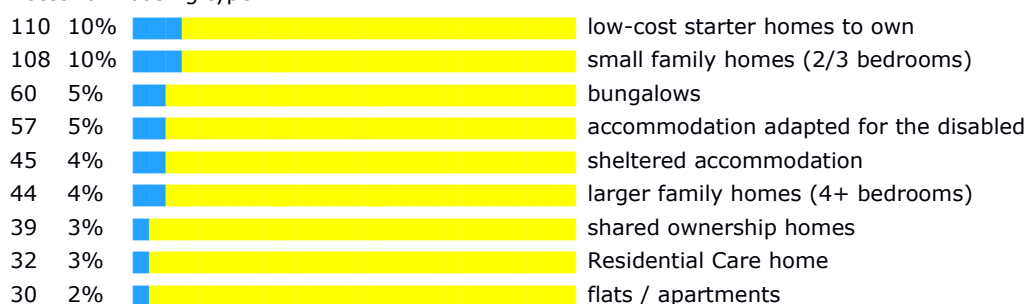 110 10% low-cost starter homes to own
108 10% small family homes (2/3 bedrooms)
60 5% bungalows
57 5% accommodation adapted for the disabled
45 4% sheltered accommodation
44 4% larger family homes (4+ bedrooms)
39 3% shared ownership homes
32 3% Residential Care home
30 2% flats / apartments